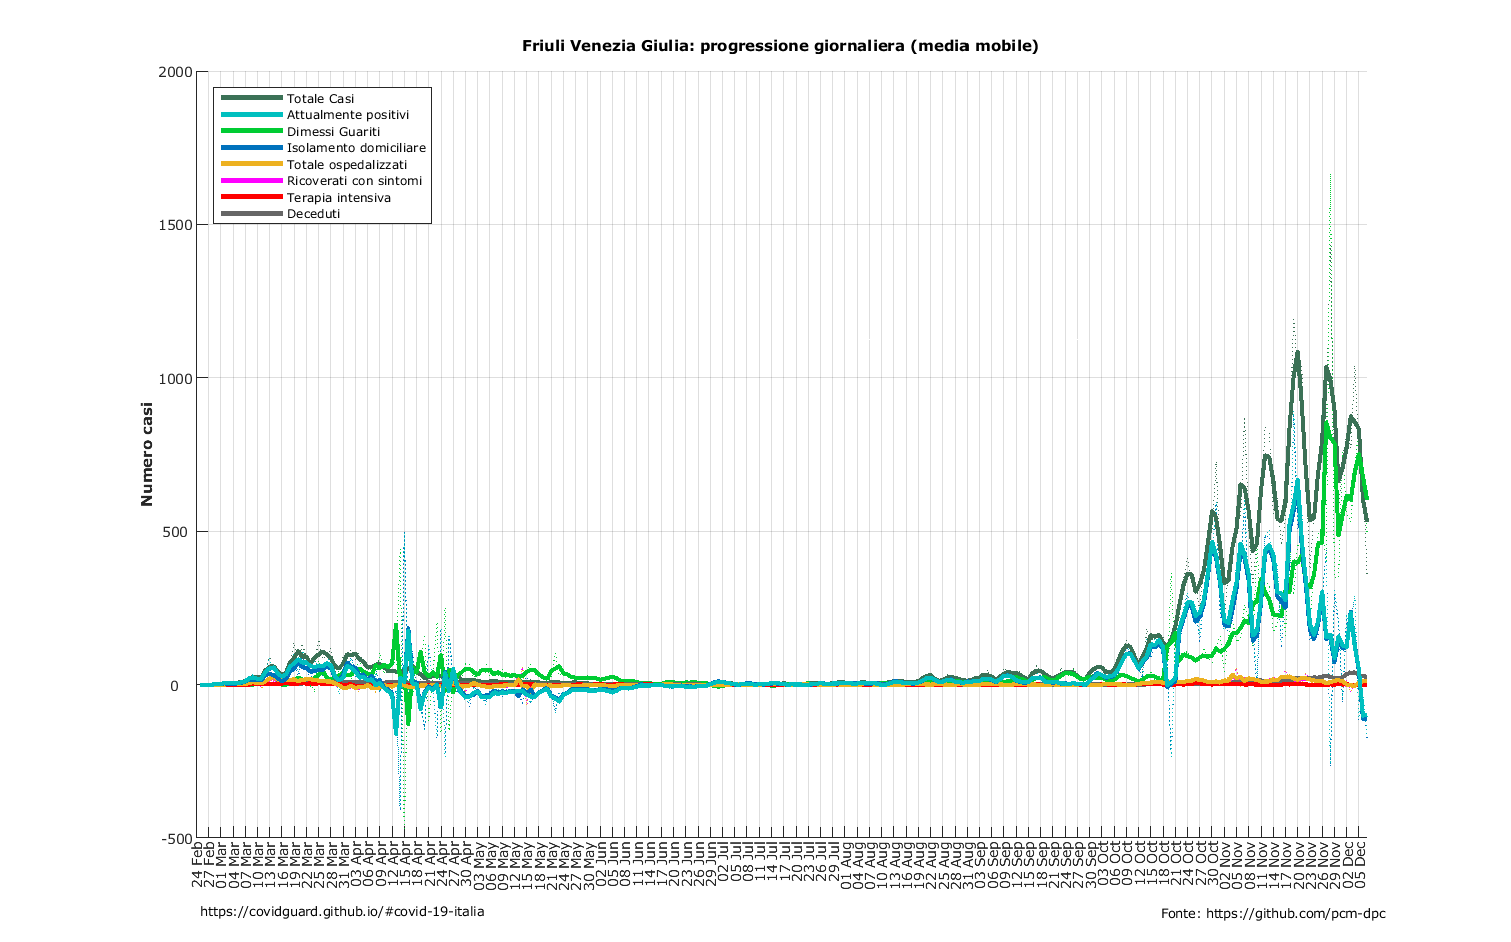 Friuli Venezia Giulia: progressione giornaliera (media mobile)
2000
1500
1000
500
0
-500
Numero casi
Totale Casi
Attualmente positivi
Dimessi Guariti
Isolamento domiciliare
Totale ospedalizzati
Ricoverati con sintomi
Terapia intensiva
Deceduti
24 Feb
27 Feb
01 Mar
04 Mar
07 Mar
10 Mar
13 Mar
16 Mar
19 Mar
22 Mar
25 Mar
28 Mar
31 Mar
03 Apr
06 Apr
09 Apr
12 Apr
15 Apr
18 Apr
21 Apr
24 Apr
27 Apr
30 Apr
03 May
06 May
09 May
12 May
15 May
18 May
21 May
24 May
27 May
30 May
02 Jun
05 Jun
08 Jun
11 Jun
14 Jun
17 Jun
20 Jun
23 Jun
26 Jun
29 Jun
02 Jul
05 Jul
08 Jul
11 Jul
14 Jul
17 Jul
20 Jul
23 Jul
26 Jul
29 Jul
01 Aug
04 Aug
07 Aug
10 Aug
13 Aug
16 Aug
19 Aug
22 Aug
25 Aug
28 Aug
31 Aug
03 Sep
06 Sep
09 Sep
12 Sep
15 Sep
18 Sep
21 Sep
24 Sep
27 Sep
30 Sep
03 Oct
06 Oct
09 Oct
12 Oct
15 Oct
18 Oct
21 Oct
24 Oct
27 Oct
30 Oct
02 Nov
05 Nov
08 Nov
11 Nov
14 Nov
17 Nov
20 Nov
23 Nov
26 Nov
29 Nov
02 Dec
05 Dec
https://covidguard.github.io/#covid-19-italia
Fonte: https://github.com/pcm-dpc